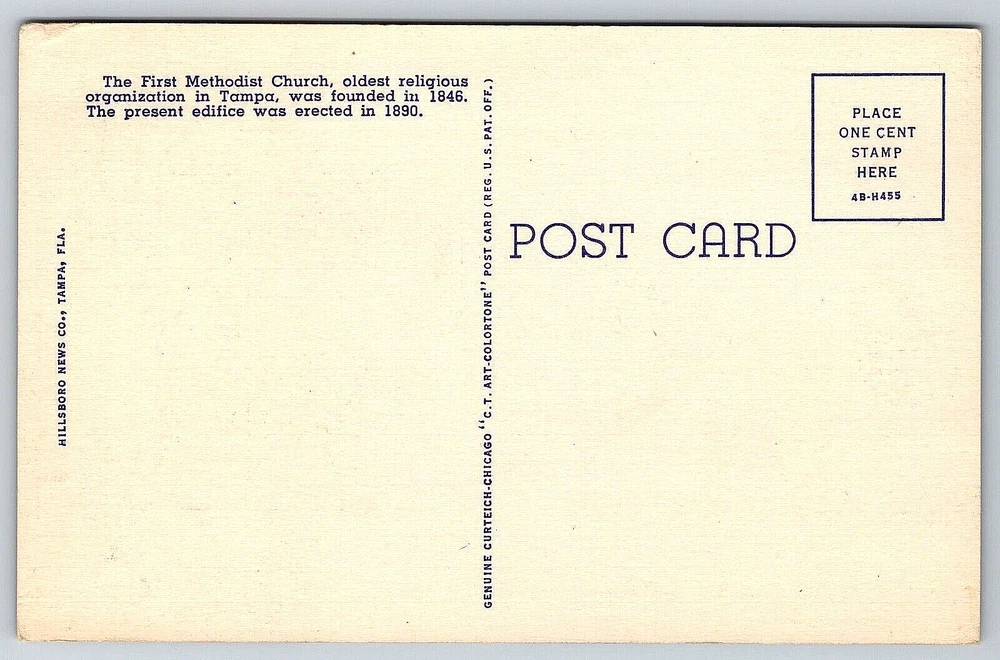 The First Methodist Church, oldest religious
organization in Tampa, was founded in 1846.
The present edifice was erected in 1890.
HILLSBORO NEWS CO., TAMPA, FLA.
GENUINE CURTEICH-CHICAGO "C.T. ART-COLORTONE" POST CARD (REG. U.S. PAT. OFF.)
POST CARD
PLACE
ONE CENT
STAMP
HERE
4B-H455